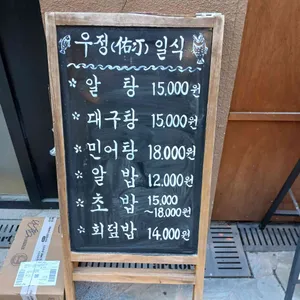 우정(佑汀) 일식
알 탕 15,000원
대구탕 15,000원
민어탕 18,000원
알 밥 12,000원
초 밥 15,000
~18,000원
회덮밥 14,000원